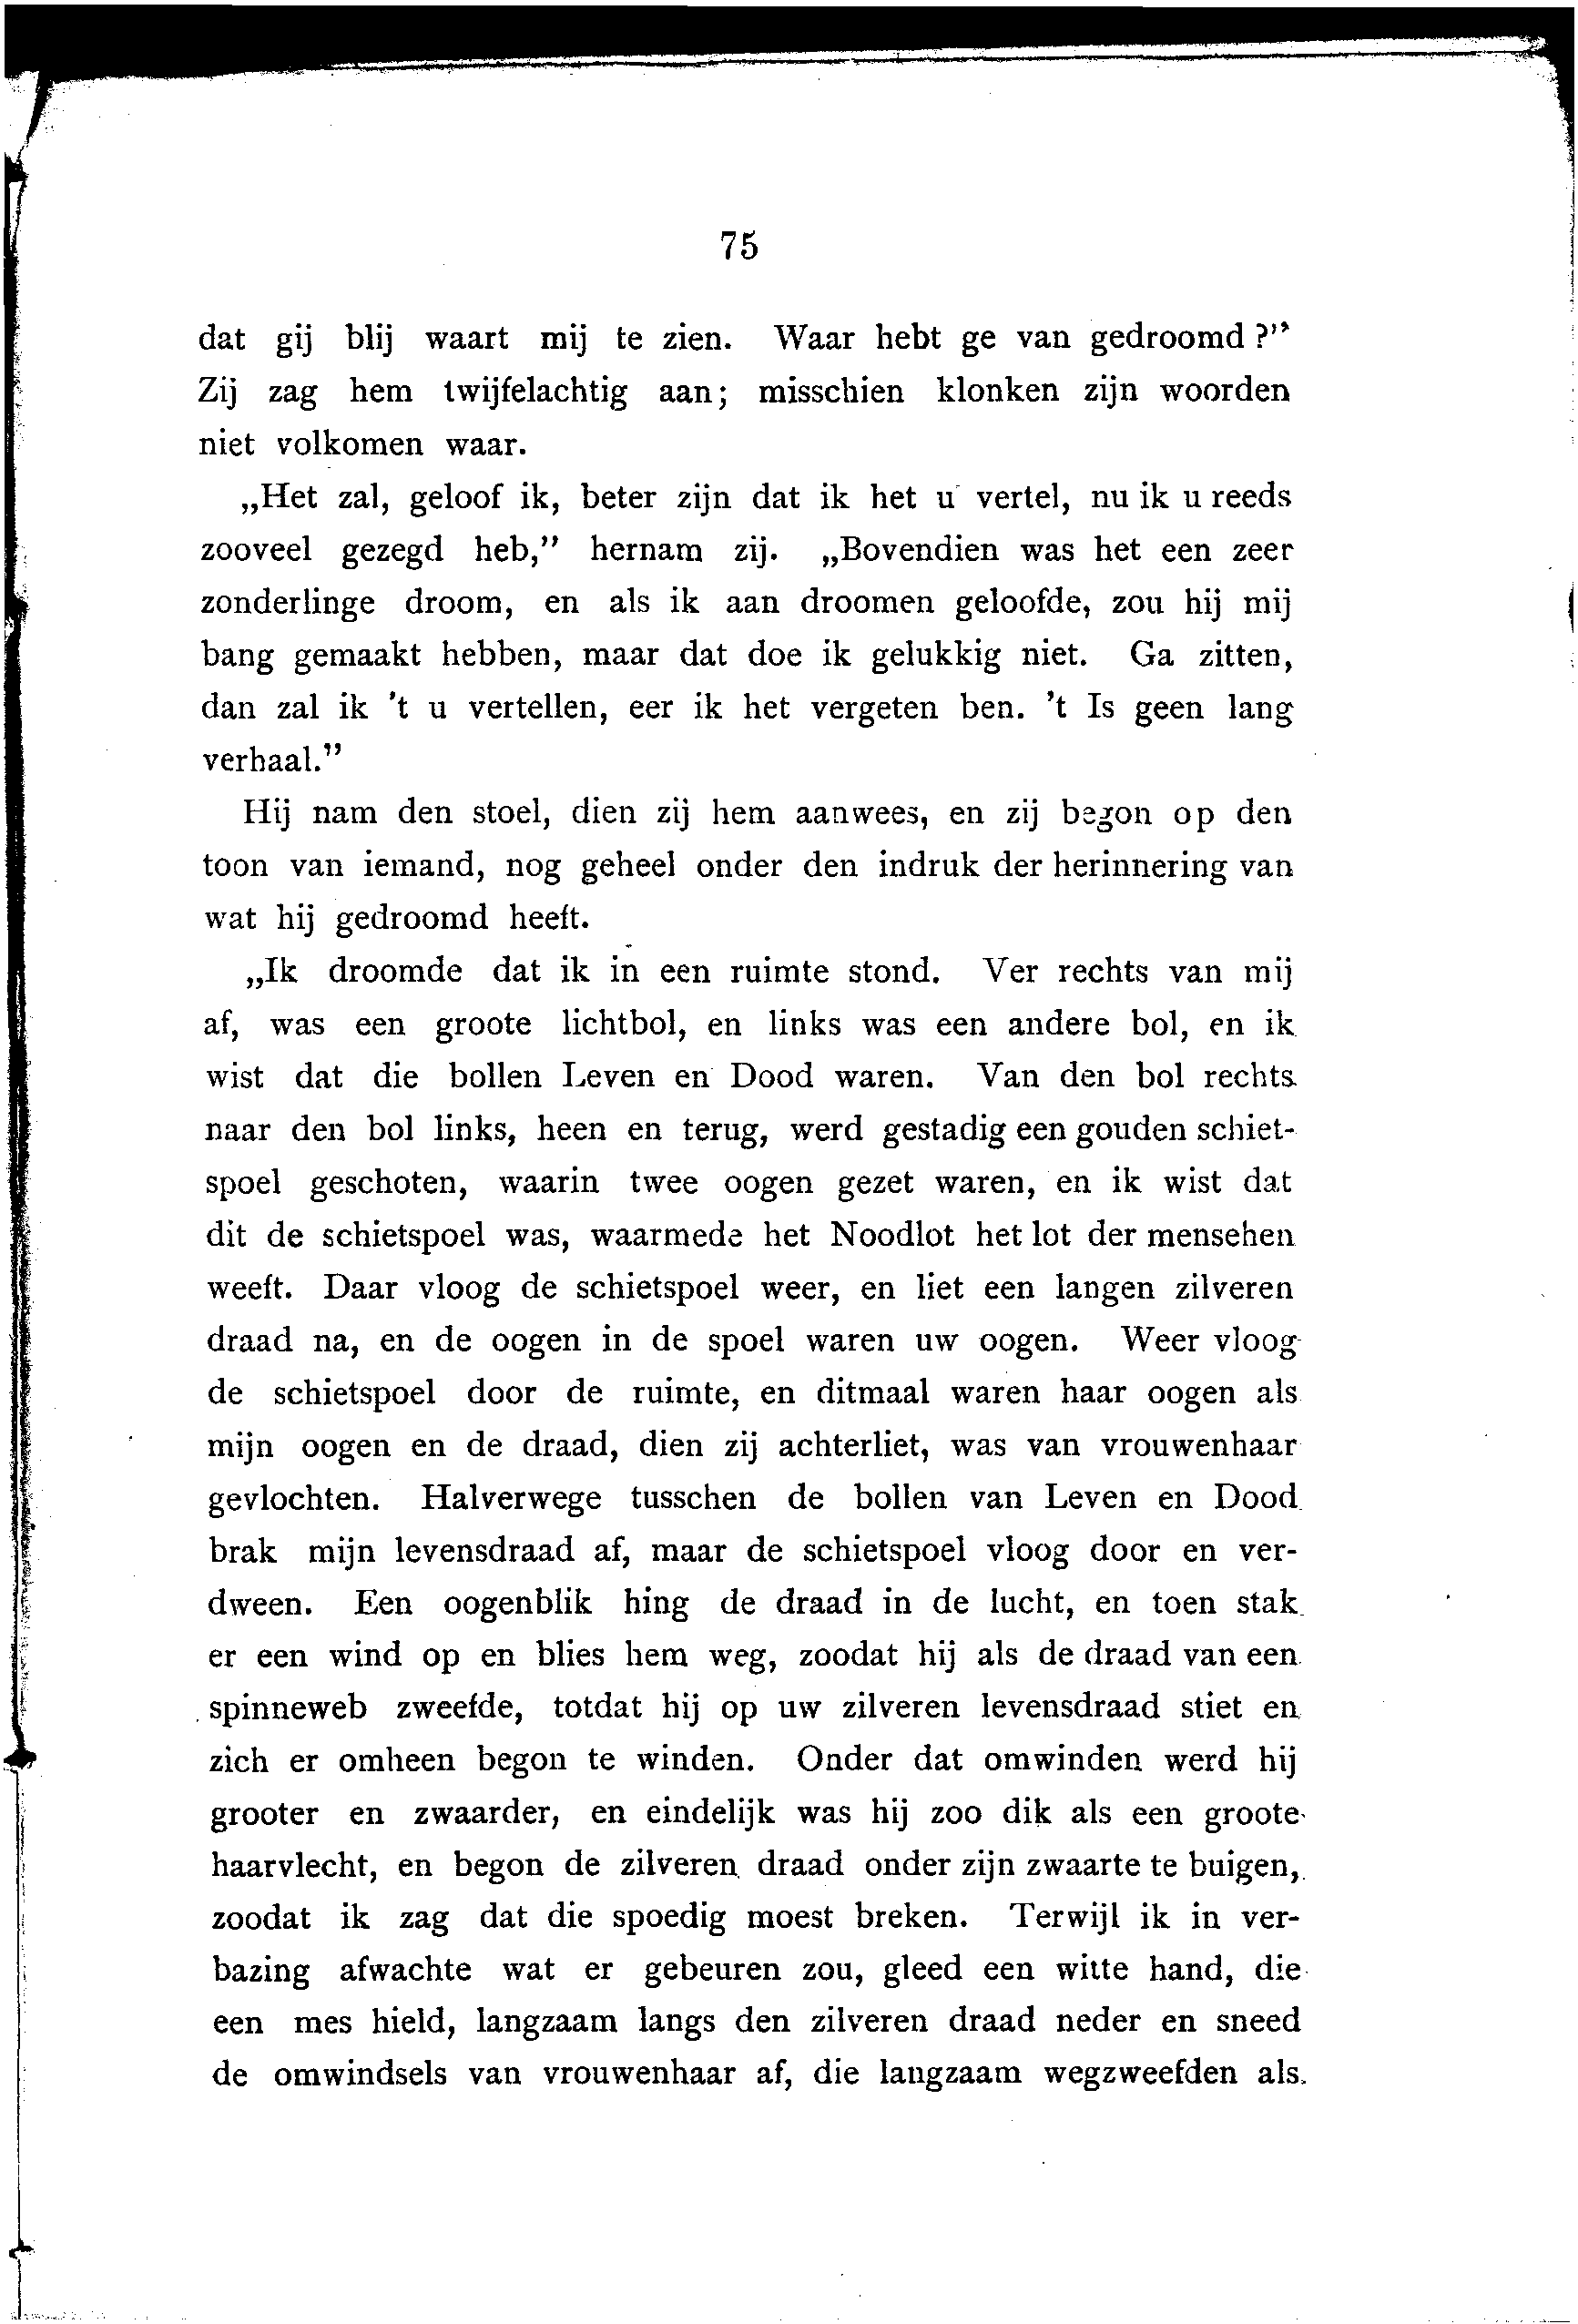 75
dat gij blij waart mij te zien. Waar hebt ge van gedroomd?”
Zij zag hem twijfelachtig aan; misschien klonken zijn woorden
niet volkomen waar.
„Het zal, geloof ik, beter zijn dat ik het u vertel, nu ik u reeds
zooveel gezegd heb,” hernam zij. „Bovendien was het een zeer
zonderlinge droom, en als ik aan droomen geloofde, zou hij mij
bang gemaakt hebben, maar dat doe ik gelukkig niet. Ga zitten,
dan zal ik 't u vertellen, eer ik het vergeten ben. 't Is geen lang
verhaal.”
Hij nam den stoel, dien zij hem aanwees, en zij begon op den
toon van iemand, nog geheel onder den indruk der herinnering van
wat hij gedroomd heeft.
„Ik droomde dat ik in een ruimte stond. Ver rechts van mij
af, was een groote lichtbol, en links was een andere bol, en ik
wist dat die bollen Leven en Dood waren. Van den bol rechts
naar den bol links, heen en terug, werd gestadig een gouden schiet-
spoel geschoten, waarin twee oogen gezet waren, en ik wist dat
dit de schietspoel was, waarmede het Noodlot het lot der mensehen
weeft. Daar vloog de schietspoel weer, en liet een langen zilveren
draad na, en de oogen in de spoel waren uw oogen. Weer vloog
de schietspoel door de ruimte, en ditmaal waren haar oogen als
mijn oogen en de draad, dien zij achterliet, was van vrouwenhaar
gevlochten. Halverwege tusschen de bollen van Leven en Dood
brak mijn levensdraad af, maar de schietspoel vloog door en ver-
dween. Een oogenblik hing de draad in de lucht, en toen stak
er een wind op en blies hem weg, zoodat hij als de draad van een
spinneweb zweefde, totdat hij op uw zilveren levensdraad stiet en
zich er omheen begon te winden. Onder dat omwinden werd hij
grooter en zwaarder, en eindelijk was hij zoo dik als een groote
haarvlecht, en begon de zilveren draad onder zijn zwaarte te buigen,
zoodat ik zag dat die spoedig moest breken. Terwijl ik in ver-
bazing afwachte wat er gebeuren zou, gleed een witte hand, die
een mes hield, langzaam langs den zilveren draad neder en sneed
de omwindsels van vrouwenhaar af, die langzaam wegzweefden als